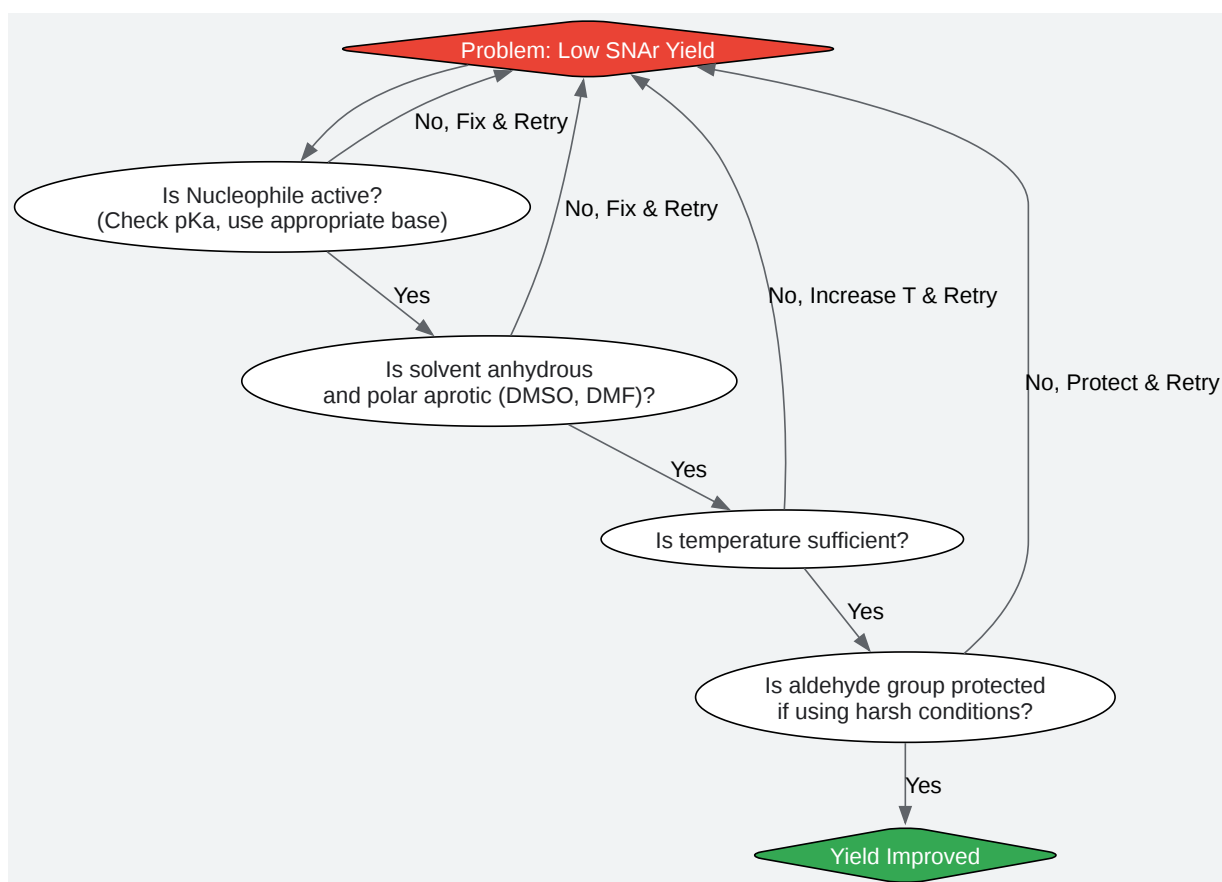 Problem: Low SNAr Yield
No, Fix & Retry
Is Nucleophile active?
(Check pKa, use appropriate base)
No, Fix & Retry
Yes
No, Increase T & Retry
Is solvent anhydrous
and polar aprotic (DMSO, DMF)?
No, Protect & Retry
Yes
Is temperature sufficient?
Yes
Is aldehyde group protected
if using harsh conditions?
Yes
Yield Improved